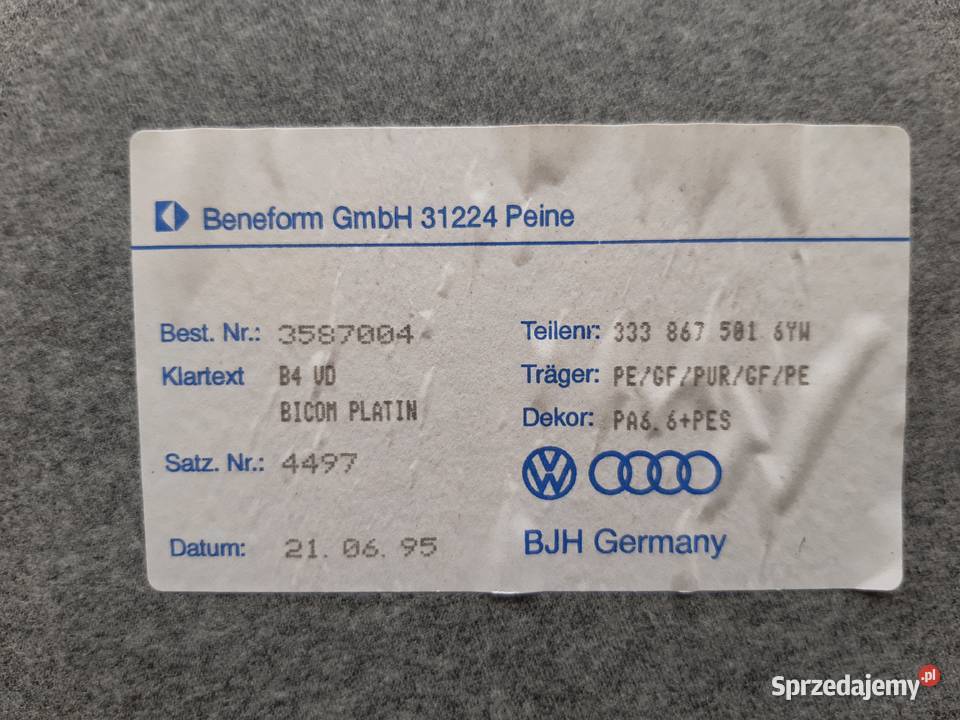 Beneform GmbH 31224 Peine
Best. Nr.: 3587004
Klartext B4 VD
BICOM PLATIN
Satz. Nr.: 4497
Datum: 21. 06. 95
Teilenr: 333 867 501 6YW
Träger: PE/GF/PUR/GF/PE
Dekor: PA6.6+PES
BJH Germany
Sprzedajemy.pl